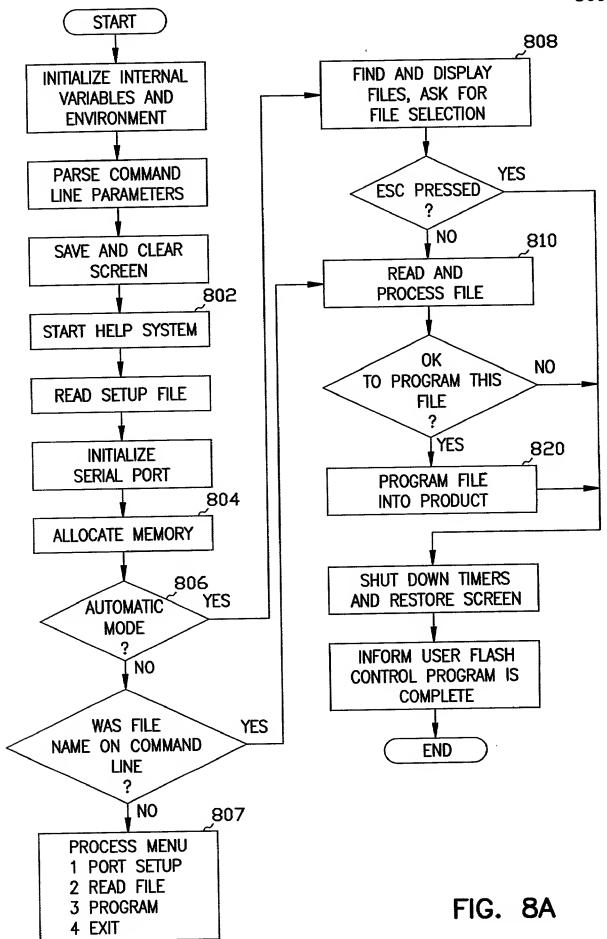 START
INITIALIZE INTERNAL
VARIABLES AND
ENVIRONMENT
PARSE COMMAND
LINE PARAMETERS
SAVE AND CLEAR
SCREEN
802
START HELP SYSTEM
READ SETUP FILE
INITIALIZE
SERIAL PORT
804
ALLOCATE MEMORY
806
AUTOMATIC
MODE
?
YES
NO
WAS FILE
NAME ON COMMAND
LINE
?
YES
NO
807
PROCESS MENU
1 PORT SETUP
2 READ FILE
3 PROGRAM
4 EXIT
808
FIND AND DISPLAY
FILES, ASK FOR
FILE SELECTION
ESC PRESSED
?
YES
NO
810
READ AND
PROCESS FILE
OK
TO PROGRAM THIS
FILE
?
NO
YES
820
PROGRAM FILE
INTO PRODUCT
SHUT DOWN TIMERS
AND RESTORE SCREEN
INFORM USER FLASH
CONTROL PROGRAM IS
COMPLETE
END
FIG. 8A